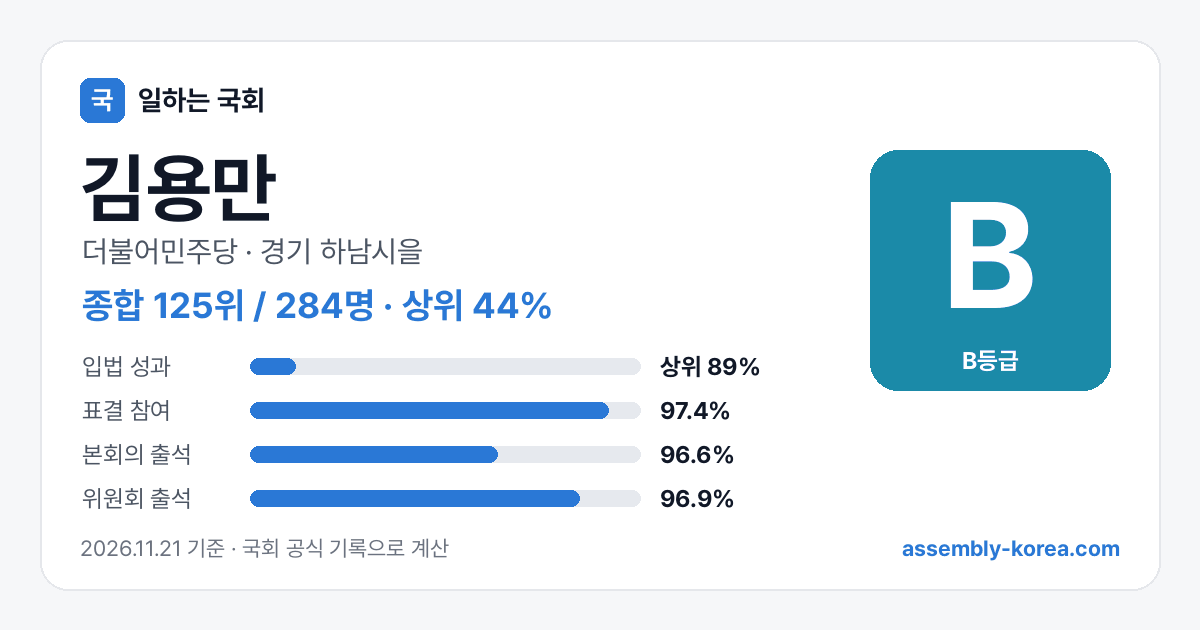 국 일하는 국회
김용만
더불어민주당 · 경기 하남시을
종합 125위 / 284명 · 상위 44%
B
B등급
입법 성과 상위 89%
표결 참여 97.4%
본회의 출석 96.6%
위원회 출석 96.9%
2026.11.21 기준 · 국회 공식 기록으로 계산
assembly-korea.com